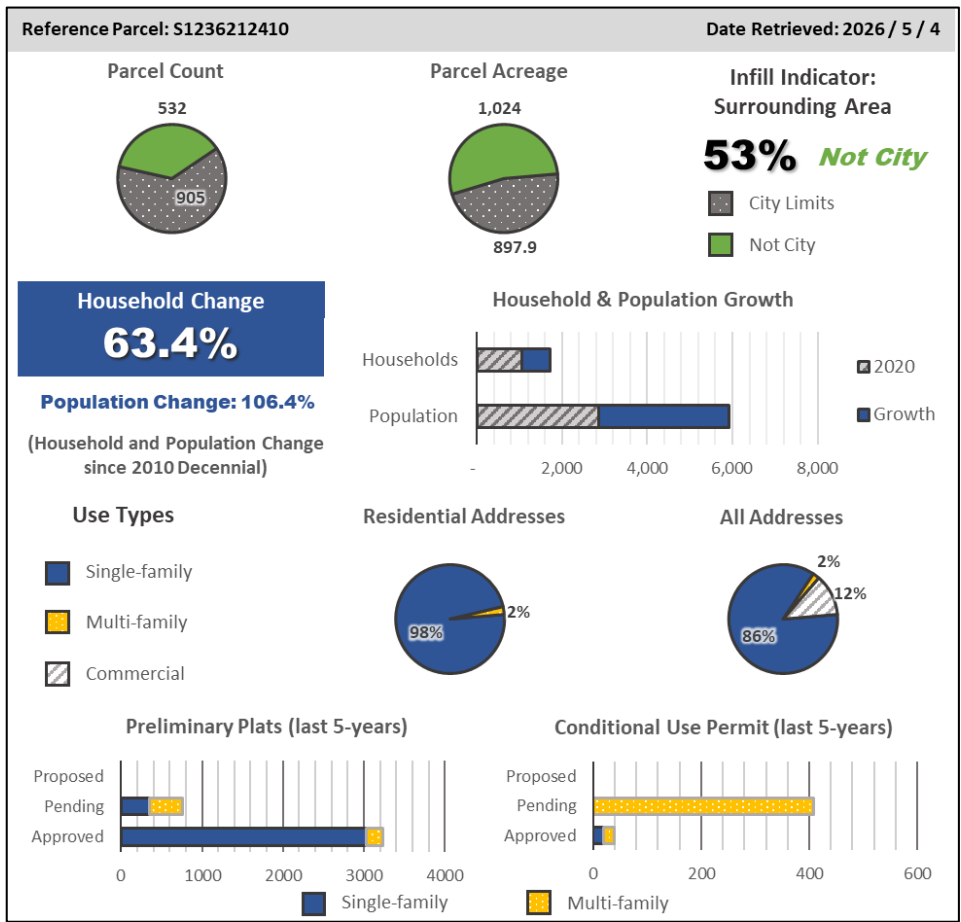 Reference Parcel: S1236212410
Date Retrieved: 2026 / 5 / 4
Parcel Count
532
905
Parcel Acreage
1,024
897.9
Infill Indicator:
Surrounding Area
53% Not City
City Limits
Not City
Household Change
63.4%
Population Change: 106.4%
(Household and Population Change
since 2010 Decennial)
Household & Population Growth
Households
Population
- 2,000 4,000 6,000 8,000
2020
Growth
Use Types
Single-family
Multi-family
Commercial
Residential Addresses
98%
2%
All Addresses
2%
12%
86%
Preliminary Plats (last 5-years)
Proposed
Pending
Approved
0 1000 2000 3000 4000
Conditional Use Permit (last 5-years)
Proposed
Pending
Approved
0 200 400 600
Single-family
Multi-family